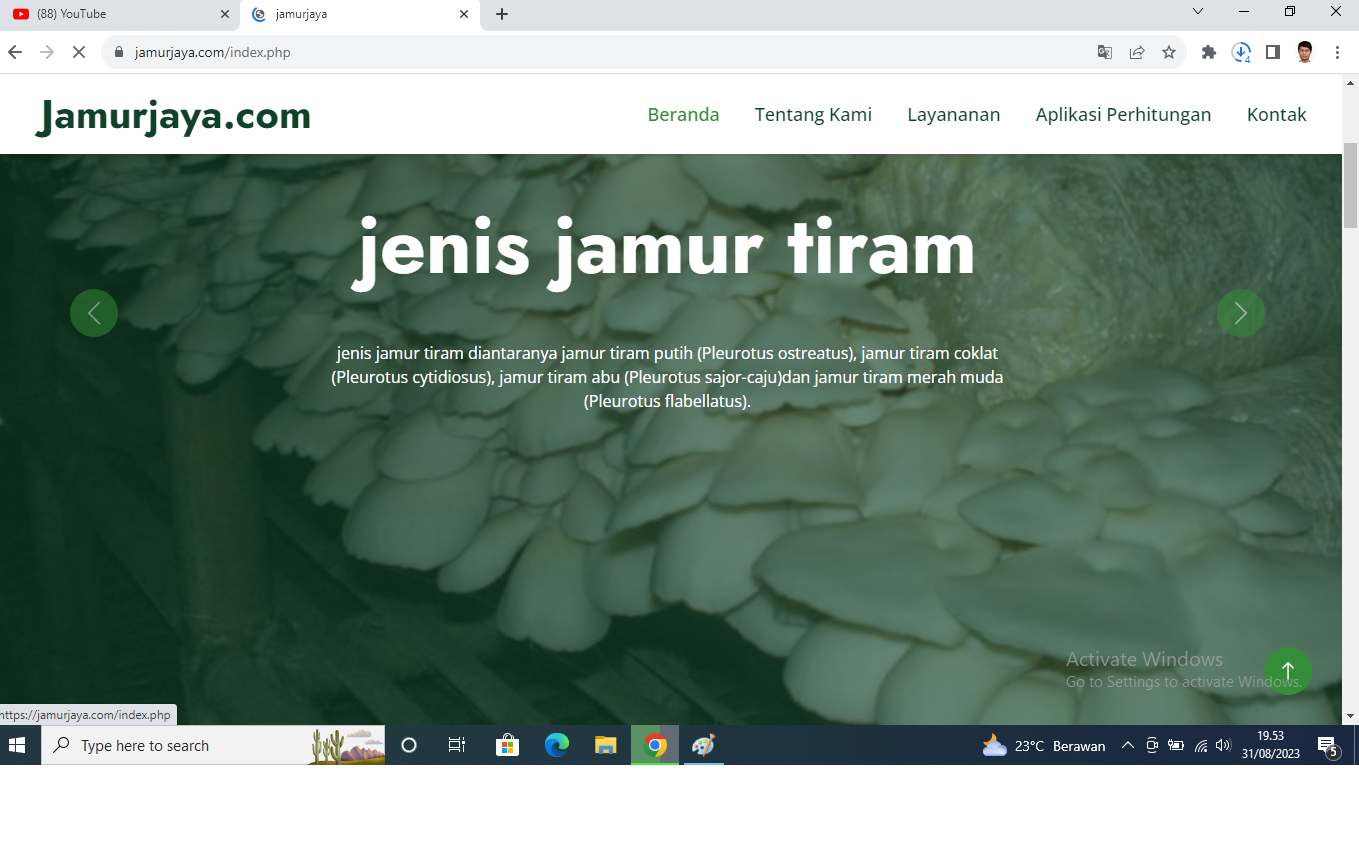 (88) YouTube
jamurjaya
jamurjaya.com/index.php
4
Jamurjaya.com
Beranda Tentang Kami Layananan Aplikasi Perhitungan Kontak
jenis jamur tiram
jenis jamur tiram diantaranya jamur tiram putih (Pleurotus ostreatus), jamur tiram coklat
(Pleurotus cytidiosus), jamur tiram abu (Pleurotus sajor-caju)dan jamur tiram merah muda
(Pleurotus flabellatus).
Activate Windows
Go to Settings to activate Windows.
https://jamurjaya.com/index.php
Type here to search
23°C Berawan
19.53
31/08/2023
5